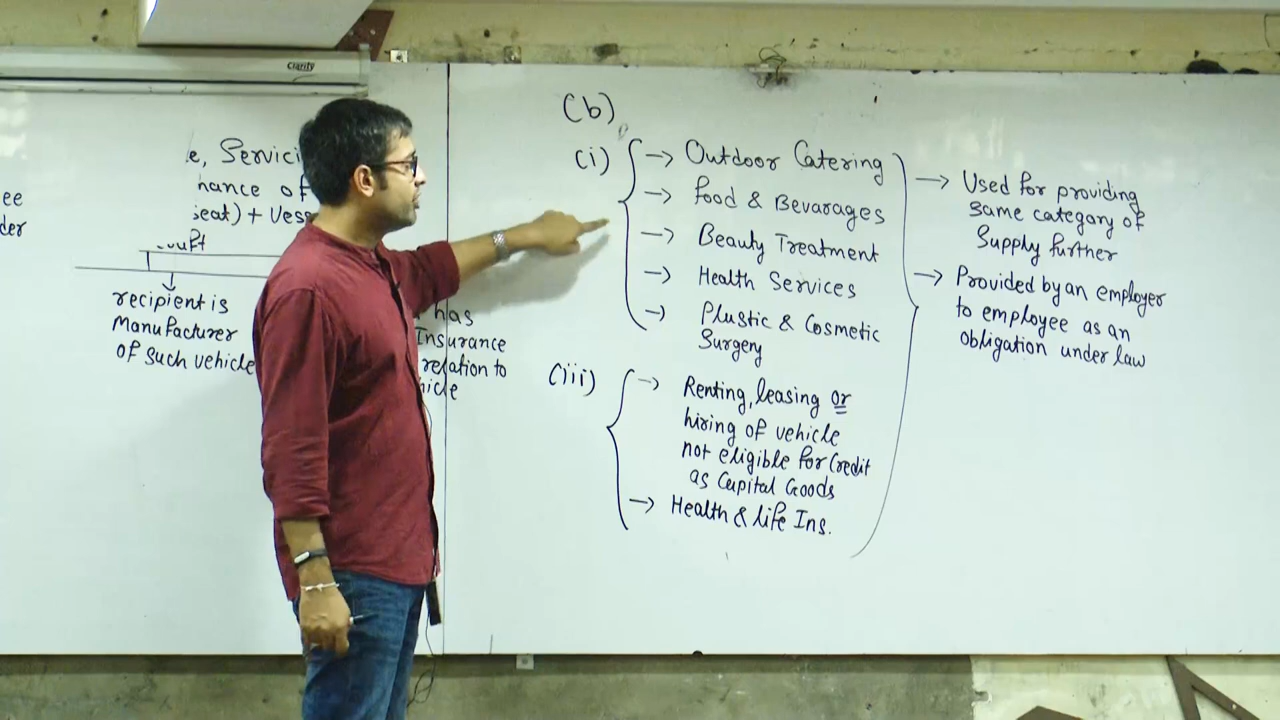 clarity
e, Servici
nance of
seat) + Vess
ee
der
recipient is
Manufacturer
of such vehicle
has
Insurance
relation to
hicle
(b)
(i) → Outdoor Catering
→ Food & Bevarages
→ Beauty Treatment
→ Health Services
→ Plustic & Cosmetic
Surgery
(iii) → Renting, leasing or
hiring of vehicle
not eligible for Credit
as Capital Goods
→ Health & life Ins.
→ Used for providing
same category of
Supply further
→ Provided by an employer
to employee as an
obligation under law